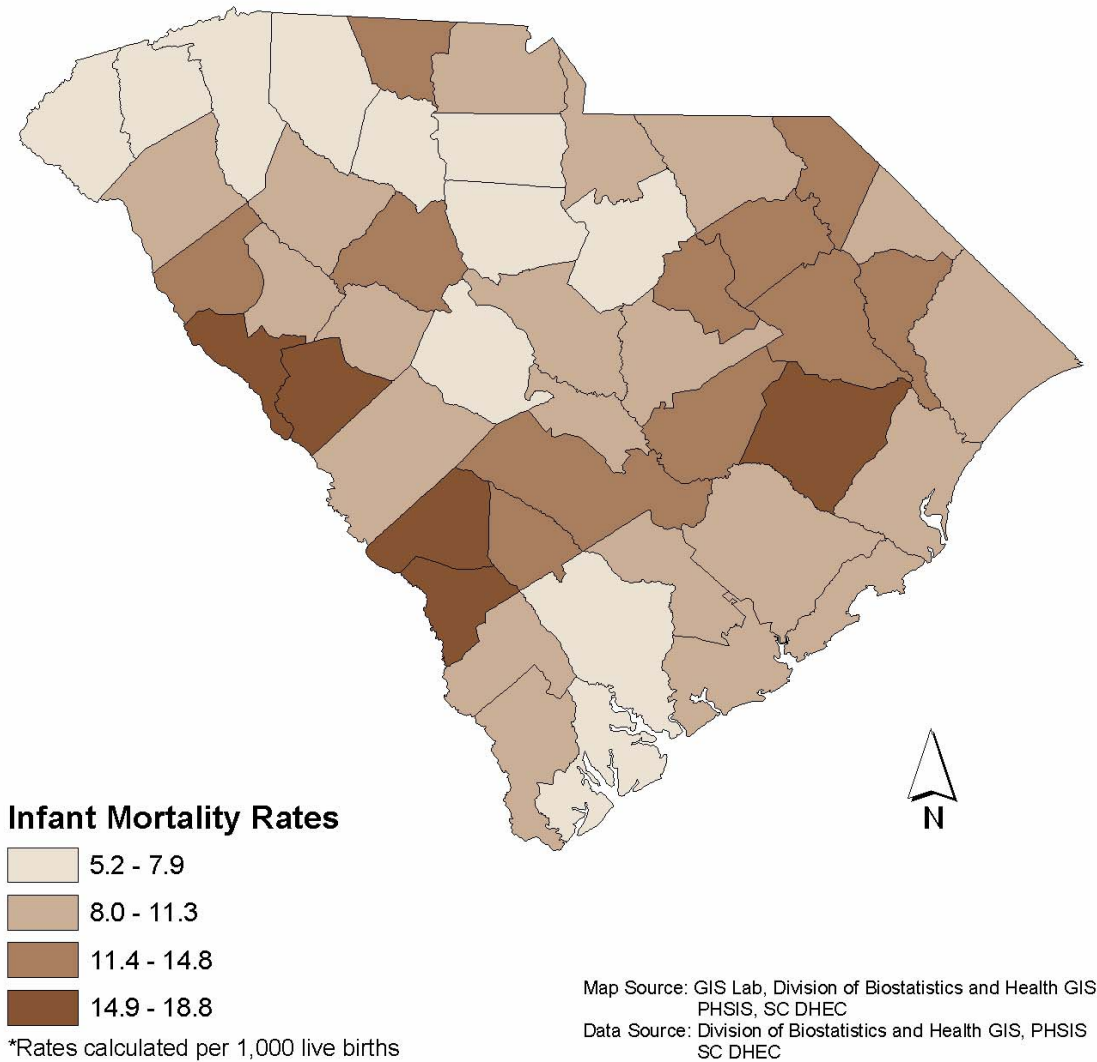 N
Infant Mortality Rates
5.2 - 7.9
8.0 - 11.3
11.4 - 14.8
14.9 - 18.8
*Rates calculated per 1,000 live births
Map Source: GIS Lab, Division of Biostatistics and Health GIS
PHSIS, SC DHEC
Data Source: Division of Biostatistics and Health GIS, PHSIS
SC DHEC